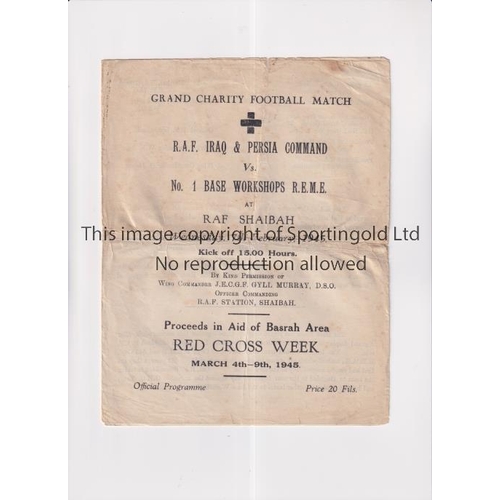 GRAND CHARITY FOOTBALL MATCH
R.A.F. IRAQ & PERSIA COMMAND
Vs.
No. 1 BASE WORKSHOPS R.E.M.E.
AT
RAF SHAIBAH
This image copyright of Sportingold Ltd
Kick off 15.00 Hours.
No reproduction allowed
BY KIND PERMISSION OF
WING COMMANDER J.E.C.G.F. GYLL MURRAY, D.S.O.
OFFICER COMMANDING
R.A.F. STATION, SHAIBAH.
Proceeds in Aid of Basrah Area
RED CROSS WEEK
MARCH 4th-9th, 1945.
Official Programme Price 20 Fils.